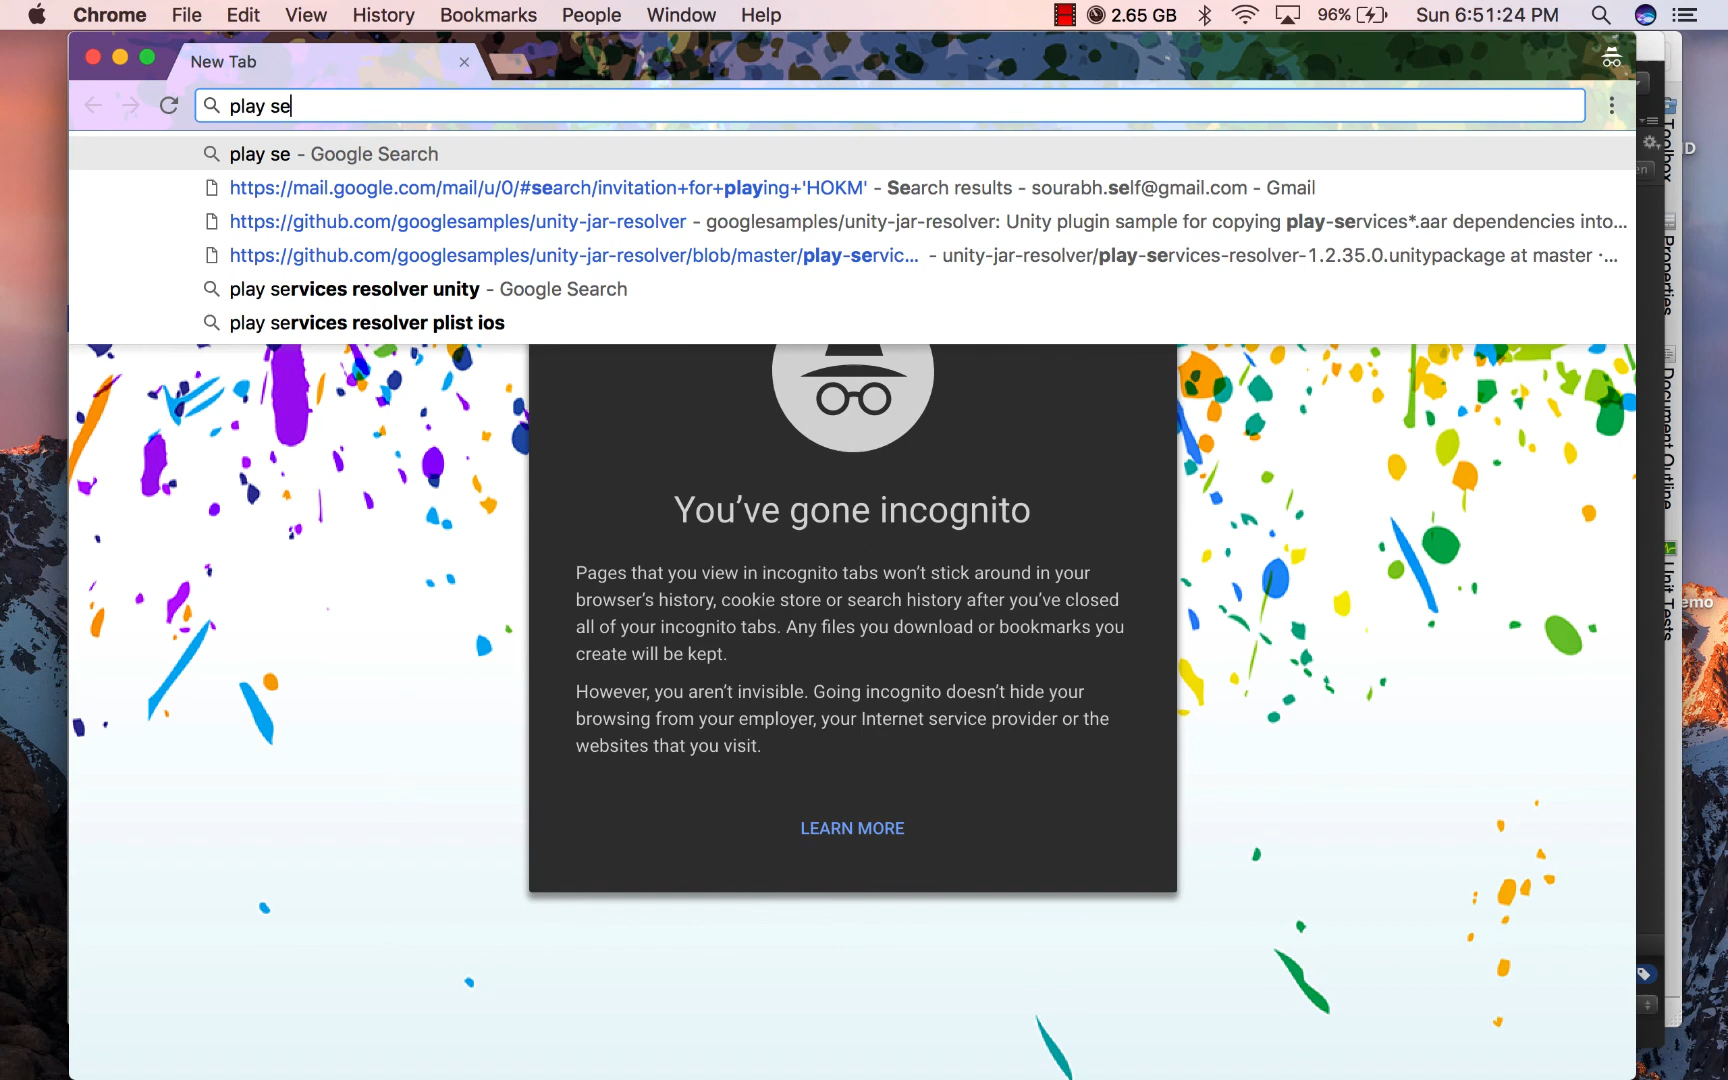 Chrome File Edit View History Bookmarks People Window Help 2.65 GB 96% Sun 6:51:24 PM
New Tab
play se
play se - Google Search
https://mail.google.com/mail/u/0/#search/invitation+for+playing+'HOKM' - Search results - sourabh.self@gmail.com - Gmail
https://github.com/googlesamples/unity-jar-resolver - googlesamples/unity-jar-resolver: Unity plugin sample for copying play-services*.aar dependencies into...
https://github.com/googlesamples/unity-jar-resolver/blob/master/play-servic... - unity-jar-resolver/play-services-resolver-1.2.35.0.unitypackage at master ·...
play services resolver unity - Google Search
play services resolver plist ios
You've gone incognito
Pages that you view in incognito tabs won't stick around in your
browser's history, cookie store or search history after you've closed
all of your incognito tabs. Any files you download or bookmarks you
create will be kept.
However, you aren't invisible. Going incognito doesn't hide your
browsing from your employer, your Internet service provider or the
websites that you visit.
LEARN MORE
Toolbox
Properties
Document Outline
Unit Tests